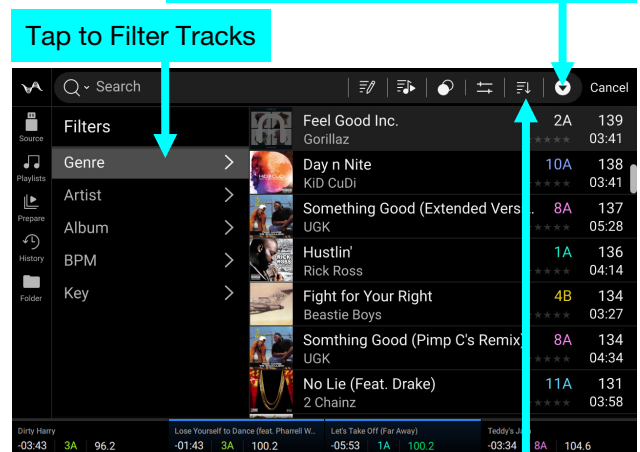 Tap to Filter Tracks
Search
Cancel
Source
Playlists
Prepare
History
Folder
Filters
Genre
Artist
Album
BPM
Key
Feel Good Inc. 2A 139
Gorillaz 03:41
Day n Nite 10A 138
KiD CuDi 03:41
Something Good (Extended Vers 8A 137
UGK 05:28
Hustlin' 1A 136
Rick Ross 04:14
Fight for Your Right 4B 134
Beastie Boys 03:27
Somthing Good (Pimp C's Remix) 8A 134
UGK 04:34
No Lie (Feat. Drake) 11A 131
2 Chainz 03:58
Dirty Harry
-03:43 3A 96.2
Lose Yourself to Dance (feat. Pharrell W...
-01:43 3A 100.2
Let's Take Off (Far Away)
-05:53 1A 100.2
Teddy's
-03:34 8A 104.6